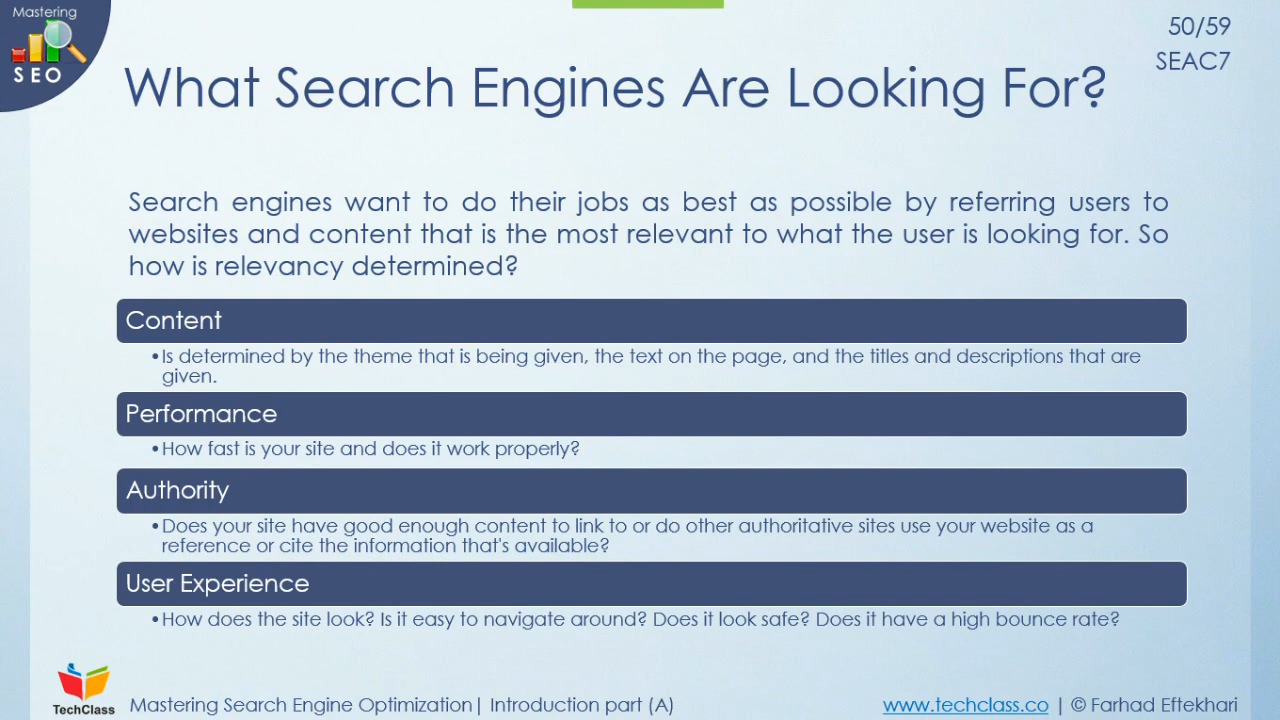 Mastering
SEO
50/59
SEAC7
What Search Engines Are Looking For?
Search engines want to do their jobs as best as possible by referring users to
websites and content that is the most relevant to what the user is looking for. So
how is relevancy determined?
Content
•Is determined by the theme that is being given, the text on the page, and the titles and descriptions that are
given.
Performance
•How fast is your site and does it work properly?
Authority
•Does your site have good enough content to link to or do other authoritative sites use your website as a
reference or cite the information that's available?
User Experience
•How does the site look? Is it easy to navigate around? Does it look safe? Does it have a high bounce rate?
TechClass
Mastering Search Engine Optimization| Introduction part (A)
www.techclass.co | © Farhad Eftekhari